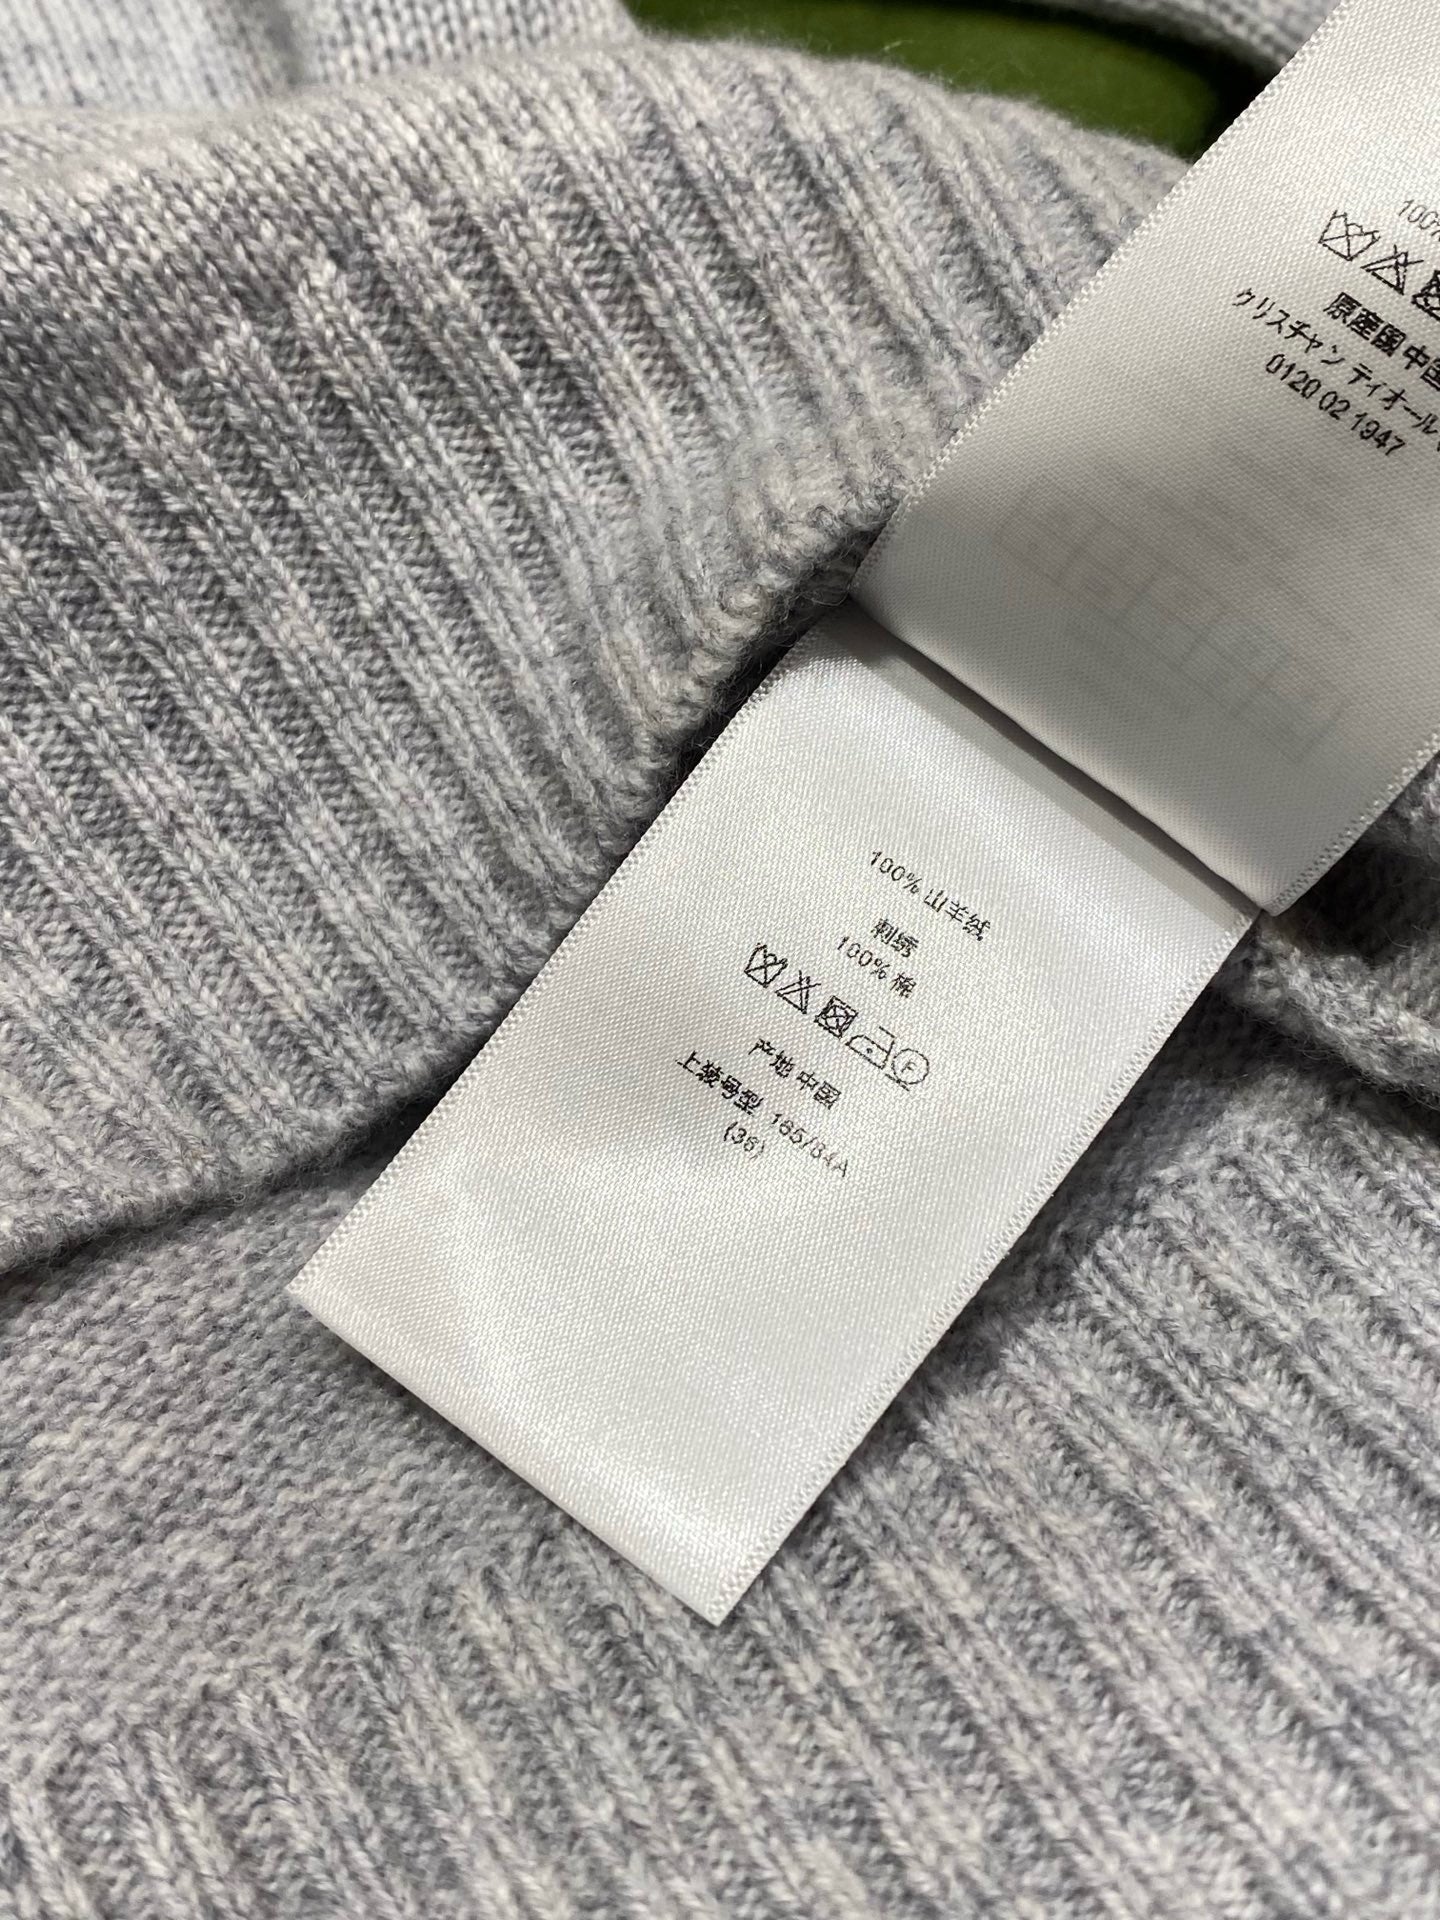 100%
原産国 中国
クリスチャン ディオール
0120 02 1947
100% 山羊绒
刺绣
100% 棉
F
产地 中国
上装号型 165/84A
(36)